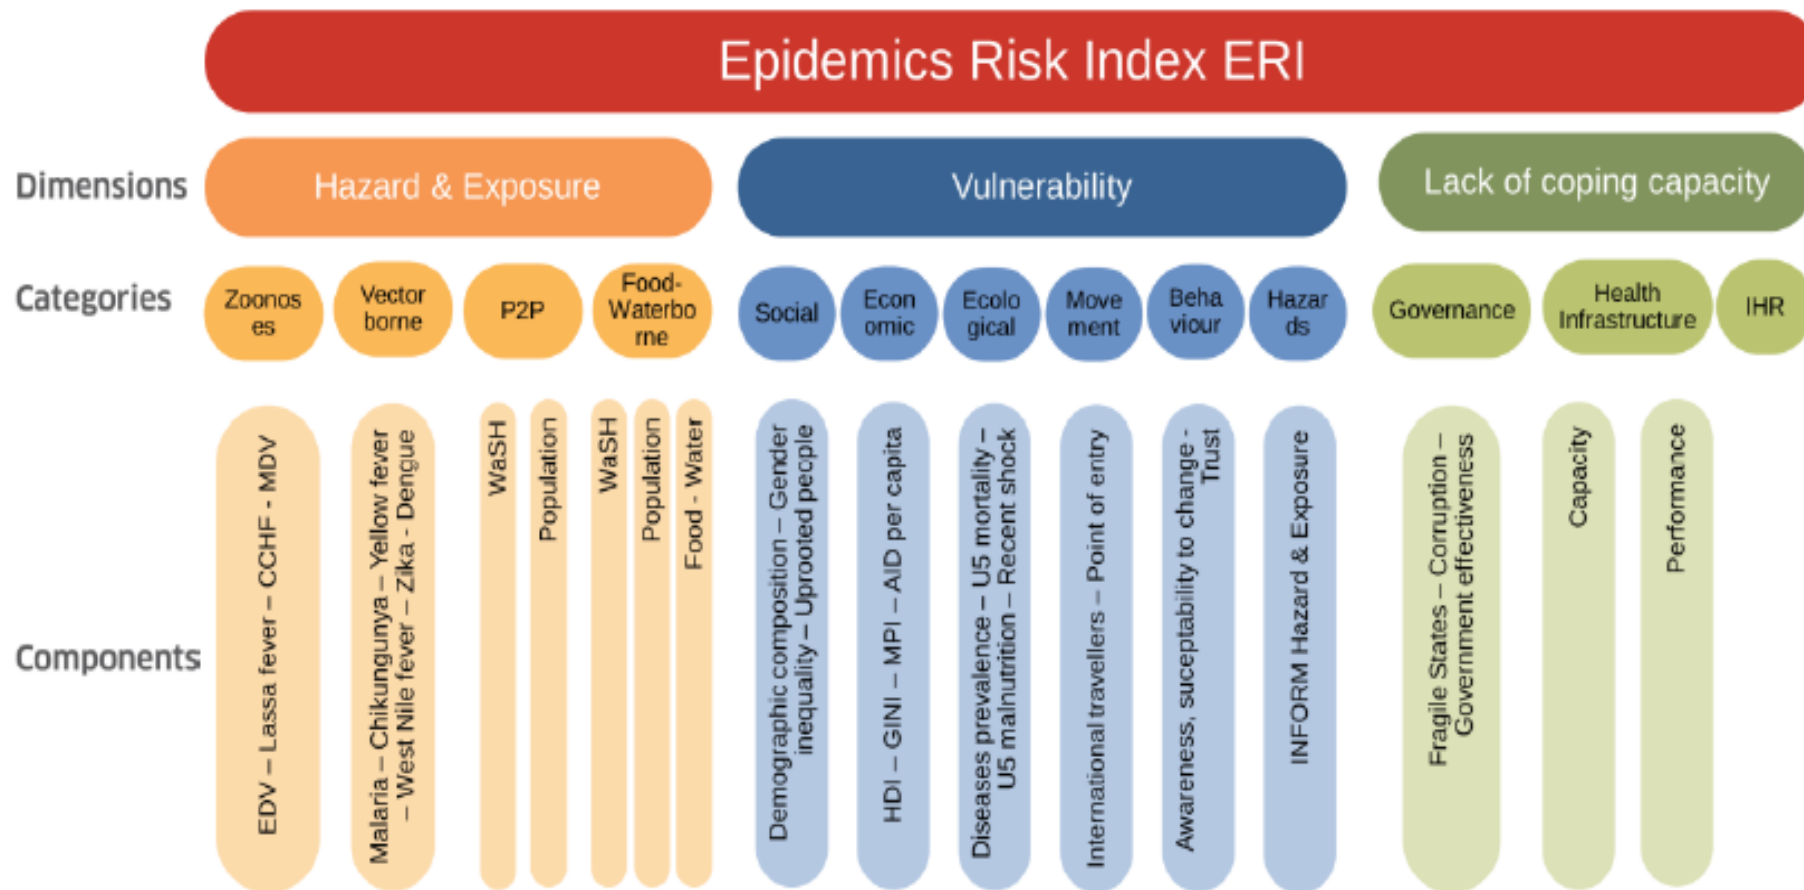 Epidemics Risk Index ERI
Dimensions
Hazard & Exposure
Vulnerability
Lack of coping capacity
Categories
Zoonos
es
Vector
borne
P2P
Food-
Waterbo
rne
Social
Econ
omic
Ecolo
gical
Move
ment
Beha
viour
Hazar
ds
Governance
Health
Infrastructure
IHR
Components
EDV – Lassa fever – CCHF - MDV
Malaria – Chikungunya – Yellow fever
– West Nile fever – Zika - Dengue
WaSH
Population
WaSH
Population
Food - Water
Demographic composition – Gender
inequality – Uprooted people
HDI – GINI – MPI – AID per capita
Diseases prevalence – U5 mortality –
U5 malnutrition – Recent shock
International travellers – Point of entry
Awareness, suceptability to change -
Trust
INFORM Hazard & Exposure
Fragile States – Corruption –
Government effectiveness
Capacity
Performance